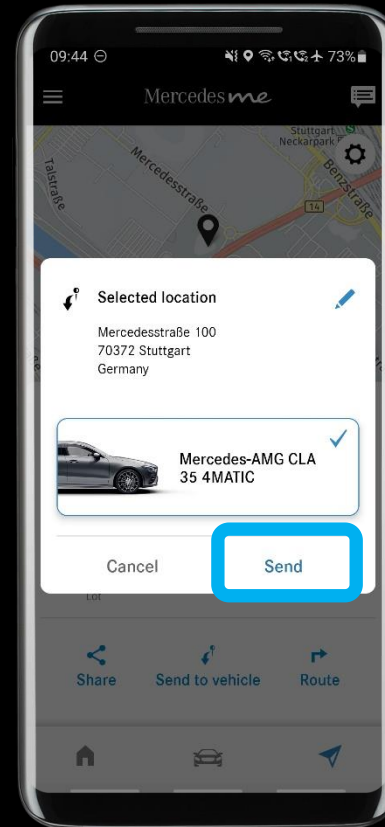 09:44
73%
Mercedes me
Stuttgart
Neckarpark
Talstraße
Mercedesstraße
Benzstraße
14
Selected location
Mercedesstraße 100
70372 Stuttgart
Germany
Mercedes-AMG CLA
35 4MATIC
Cancel
Send
Lot
Share
Send to vehicle
Route